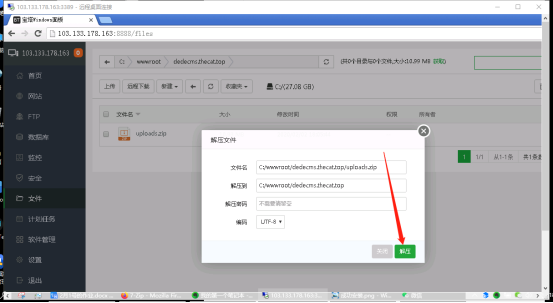 103.133.178.163:3389 - 远程桌面连接
宝塔Windows面板
103.133.178.163:8888/files
103.133.178.163
0
首页
网站
FTP
数据库
监控
安全
文件
计划任务
软件管理
设置
退出
C:
wwwroot
dedecms.thecat.top
(共0个目录与0个文件,大小:10.99 MB 获取)
上传
远程下载
新建
收藏夹
C:/(27.08 GB)
文件名
大小
修改时间
权限
所有者
uploads.zip
1
1/1
从1-1条
共1条数
解压文件
文件名
C:/wwwroot/dedecms.thecat.top/uploads.zip
解压到
C:/wwwroot/dedecms.thecat.top
解压密码
不需要请留空
编码
UTF-8
关闭
解压